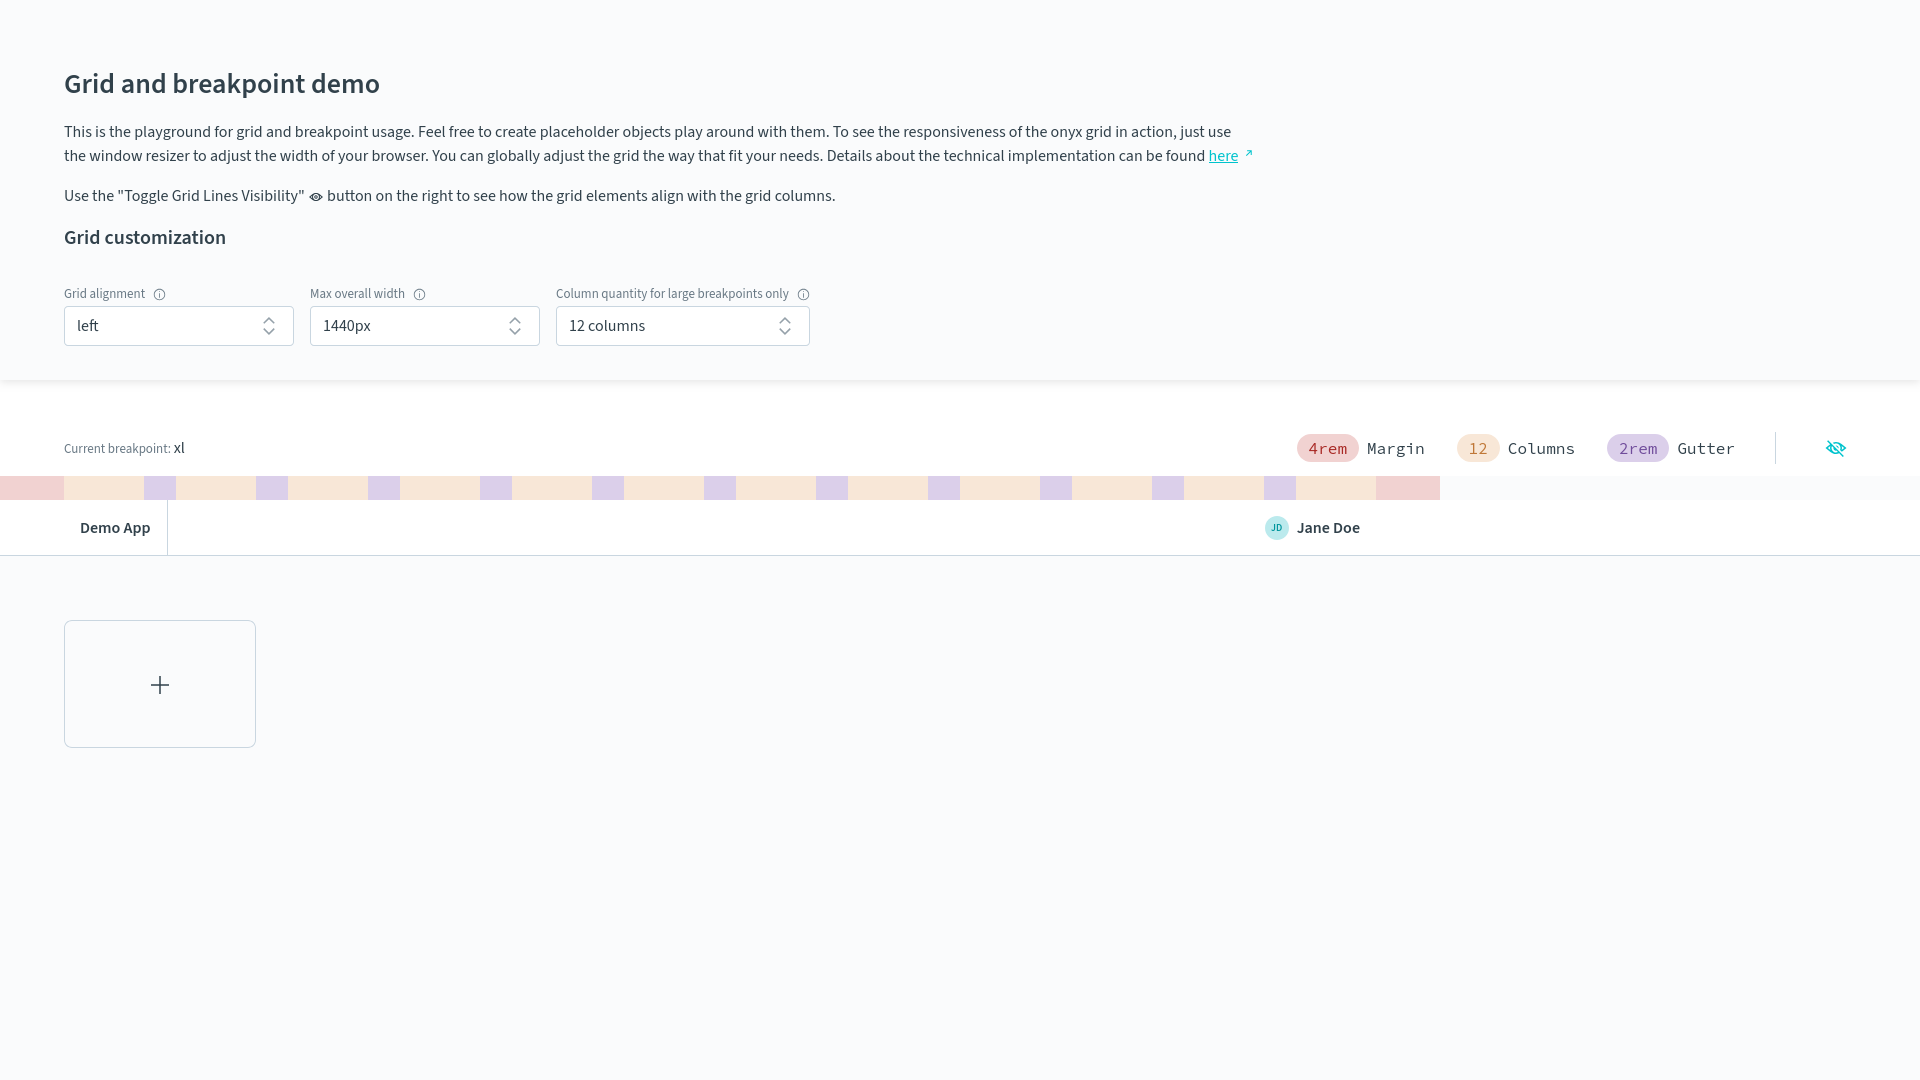 Grid and breakpoint demo
This is the playground for grid and breakpoint usage. Feel free to create placeholder objects play around with them. To see the responsiveness of the onyx grid in action, just use
the window resizer to adjust the width of your browser. You can globally adjust the grid the way that fit your needs. Details about the technical implementation can be found here
Use the "Toggle Grid Lines Visibility" button on the right to see how the grid elements align with the grid columns.
Grid customization
Grid alignment Max overall width Column quantity for large breakpoints only
left 1440px 12 columns
Current breakpoint: xl 4rem Margin 12 Columns 2rem Gutter
Demo App JD Jane Doe